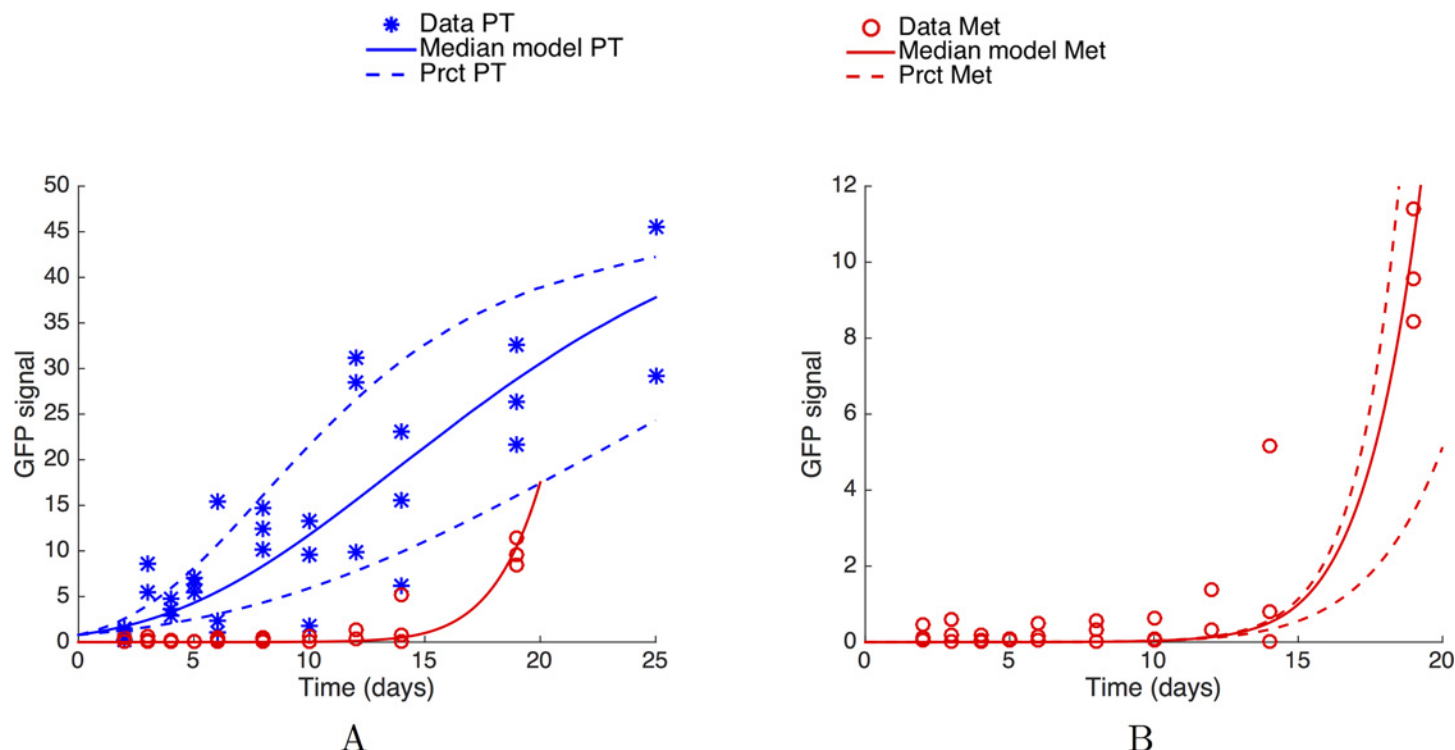 Data PT
Median model PT
Prct PT
Data Met
Median model Met
Prct Met
50
45
40
35
30
25
20
15
10
5
0
GFP signal
0 5 10 15 20 25
Time (days)
A
12
10
8
6
4
2
0
GFP signal
0 5 10 15 20
Time (days)
B